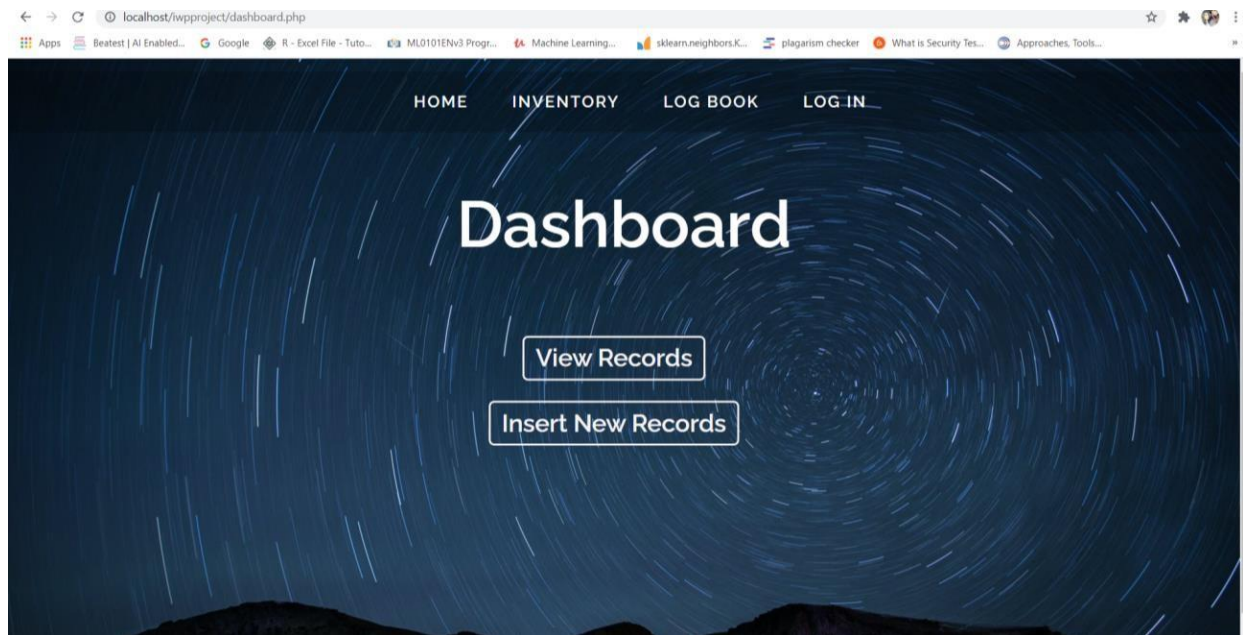 localhost/iwpproject/dashboard.php
Apps Beatest | AI Enabled... Google R - Excel File - Tuto... ML0101ENv3 Progr... Machine Learning... sklearn.neighbors.K... plagarism checker What is Security Tes... Approaches, Tools... »
HOME INVENTORY LOG BOOK LOG IN
Dashboard
View Records
Insert New Records